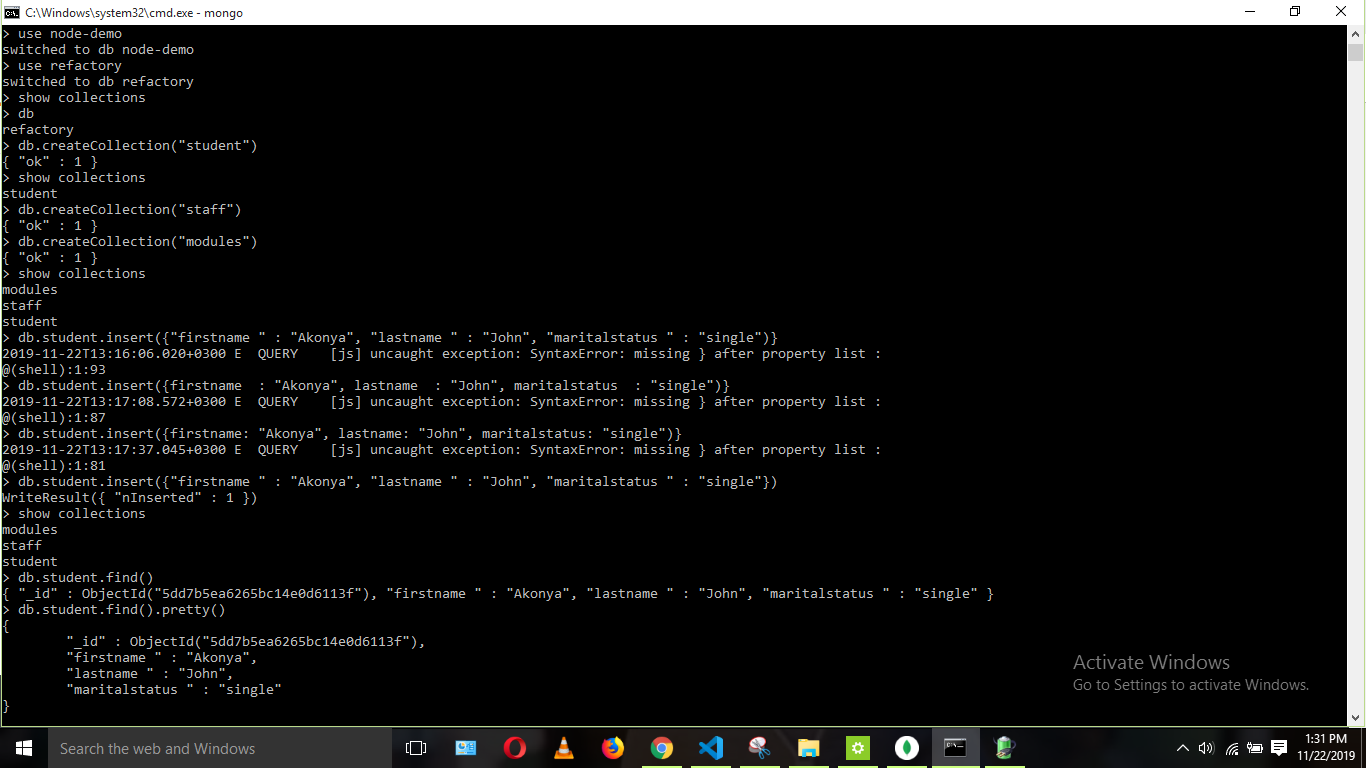 C:\Windows\system32\cmd.exe - mongo
> use node-demo
switched to db node-demo
> use refactory
switched to db refactory
> show collections
> db
refactory
> db.createCollection("student")
{ "ok" : 1 }
> show collections
student
> db.createCollection("staff")
{ "ok" : 1 }
> db.createCollection("modules")
{ "ok" : 1 }
> show collections
modules
staff
student
> db.student.insert({"firstname " : "Akonya", "lastname " : "John", "maritalstatus " : "single")}
2019-11-22T13:16:06.020+0300 E  QUERY    [js] uncaught exception: SyntaxError: missing } after property list :
@(shell):1:93
> db.student.insert({firstname  : "Akonya", lastname  : "John", maritalstatus  : "single")}
2019-11-22T13:17:08.572+0300 E  QUERY    [js] uncaught exception: SyntaxError: missing } after property list :
@(shell):1:87
> db.student.insert({firstname: "Akonya", lastname: "John", maritalstatus: "single")}
2019-11-22T13:17:37.045+0300 E  QUERY    [js] uncaught exception: SyntaxError: missing } after property list :
@(shell):1:81
> db.student.insert({"firstname " : "Akonya", "lastname " : "John", "maritalstatus " : "single"})
WriteResult({ "nInserted" : 1 })
> show collections
modules
staff
student
> db.student.find()
{ "_id" : ObjectId("5dd7b5ea6265bc14e0d6113f"), "firstname " : "Akonya", "lastname " : "John", "maritalstatus " : "single" }
> db.student.find().pretty()
{
        "_id" : ObjectId("5dd7b5ea6265bc14e0d6113f"),
        "firstname " : "Akonya",
        "lastname " : "John",
        "maritalstatus " : "single"
}
Activate Windows
Go to Settings to activate Windows.
Search the web and Windows
1:31 PM
11/22/2019